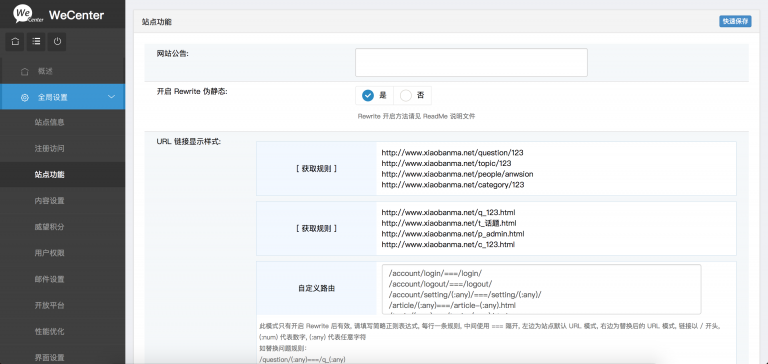 We Center WeCenter
概述
全局设置
站点信息
注册访问
站点功能
内容设置
威望积分
用户权限
邮件设置
开放平台
性能优化
界面设置
站点功能 快速保存
网站公告:
开启 Rewrite 伪静态: 是 否
Rewrite 开启方法请见 ReadMe 说明文件
URL 链接显示样式:
[ 获取规则 ]
http://www.xiaobanma.net/question/123
http://www.xiaobanma.net/topic/123
http://www.xiaobanma.net/people/anwsion
http://www.xiaobanma.net/category/123
[ 获取规则 ]
http://www.xiaobanma.net/q_123.html
http://www.xiaobanma.net/t_话题.html
http://www.xiaobanma.net/p_admin.html
http://www.xiaobanma.net/c_123.html
自定义路由
/account/login/===/login/
/account/logout/===/logout/
/account/setting/(:any)/===/setting/(:any)/
/article/(:any)===/article-(:any).html
此模式只有开启 Rewrite 后有效, 请填写简略正则表达式, 每行一条规则, 中间使用 === 隔开, 左边为站点默认 URL 模式, 右边为替换后的 URL 模式, 链接以 / 开头,
(:num) 代表数字, (:any) 代表任意字符
如替换问题规则:
/question/(:any)===/q_(:any)